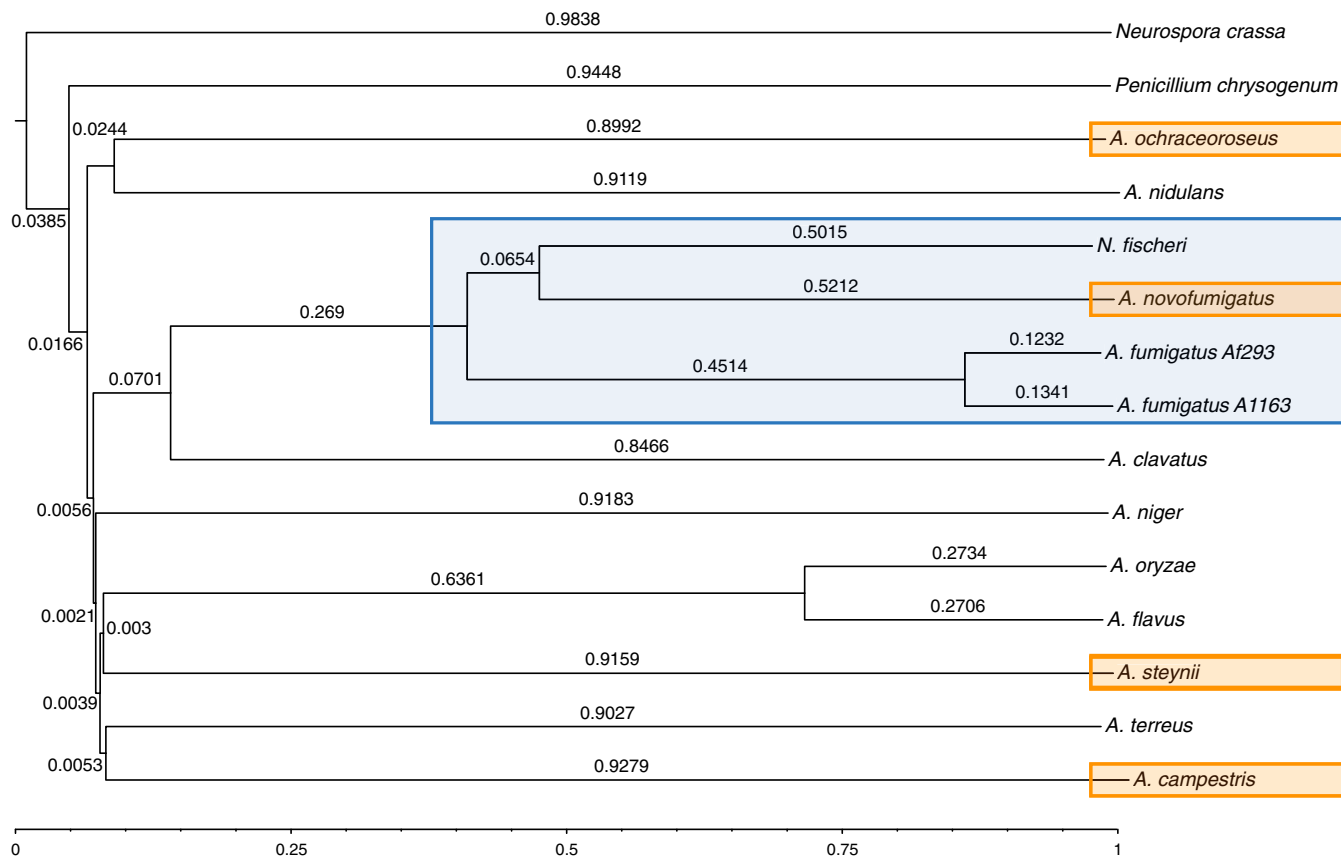 0.9838
Neurospora crassa
0.9448
Penicillium chrysogenum
0.0244
0.8992
A. ochraceoroseus
0.9119
A. nidulans
0.0385
0.5015
N. fischeri
0.0654
0.5212
A. novofumigatus
0.269
0.0166
0.1232
A. fumigatus Af293
0.4514
0.0701
0.1341
A. fumigatus A1163
0.8466
A. clavatus
0.9183
0.0056
A. niger
0.2734
A. oryzae
0.6361
0.2706
A. flavus
0.0021
0.003
0.9159
A. steynii
0.0039
0.9027
A. terreus
0.0053
0.9279
A. campestris
0 0.25 0.5 0.75 1